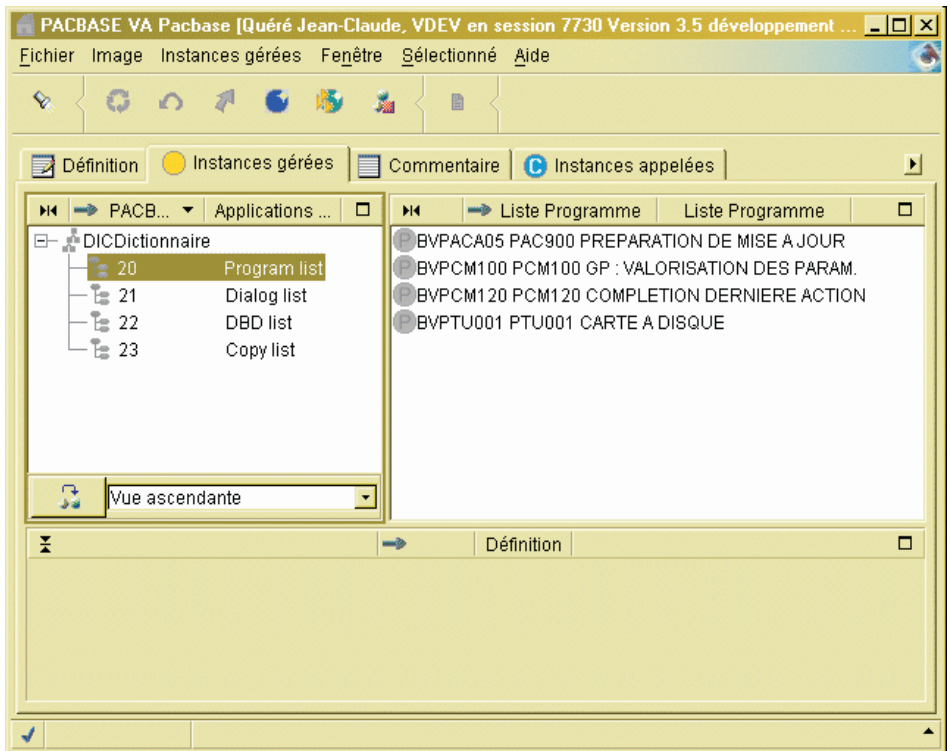 PACBASE VA Pacbase [Quéré Jean-Claude, VDEV en session 7730 Version 3.5 développement ...
Fichier Image Instances gérées Fenêtre Sélectionné Aide
Définition Instances gérées Commentaire C Instances appelées
PACB... Applications ... Liste Programme Liste Programme
DICDictionnaire
20 Program list
21 Dialog list
22 DBD list
23 Copy list
P BVPACA05 PAC900 PREPARATION DE MISE A JOUR
P BVPCM100 PCM100 GP : VALORISATION DES PARAM.
P BVPCM120 PCM120 COMPLETION DERNIERE ACTION
P BVPTU001 PTU001 CARTE A DISQUE
Vue ascendante
Définition